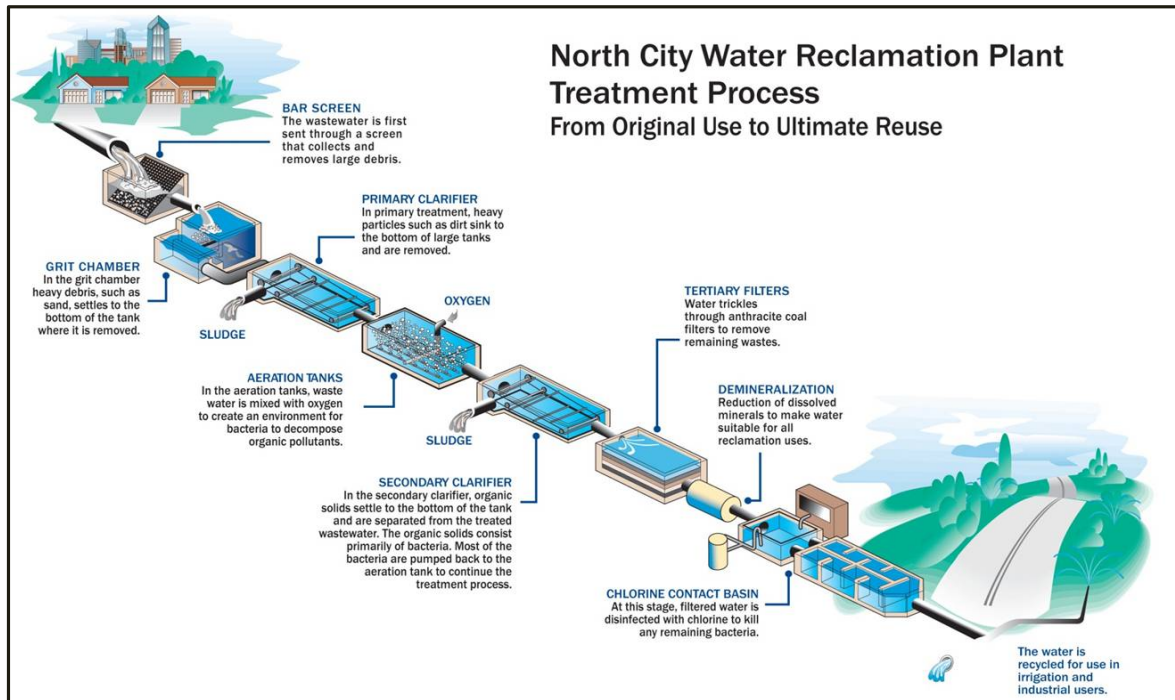 North City Water Reclamation Plant
Treatment Process
From Original Use to Ultimate Reuse
BAR SCREEN
The wastewater is first
sent through a screen
that collects and
removes large debris.
PRIMARY CLARIFIER
In primary treatment, heavy
particles such as dirt sink to
the bottom of large tanks
and are removed.
GRIT CHAMBER
In the grit chamber
heavy debris, such as
sand, settles to the
bottom of the tank
where it is removed.
SLUDGE
OXYGEN
TERTIARY FILTERS
Water trickles
through anthracite coal
filters to remove
remaining wastes.
AERATION TANKS
In the aeration tanks, waste
water is mixed with oxygen
to create an environment for
bacteria to decompose
organic pollutants.
SLUDGE
DEMINERALIZATION
Reduction of dissolved
minerals to make water
suitable for all
reclamation uses.
SECONDARY CLARIFIER
In the secondary clarifier, organic
solids settle to the bottom of the tank
and are separated from the treated
wastewater. The organic solids consist
primarily of bacteria. Most of the
bacteria are pumped back to the
aeration tank to continue the
treatment process.
CHLORINE CONTACT BASIN
At this stage, filtered water is
disinfected with chlorine to kill
any remaining bacteria.
The water is
recycled for use in
irrigation and
industrial users.